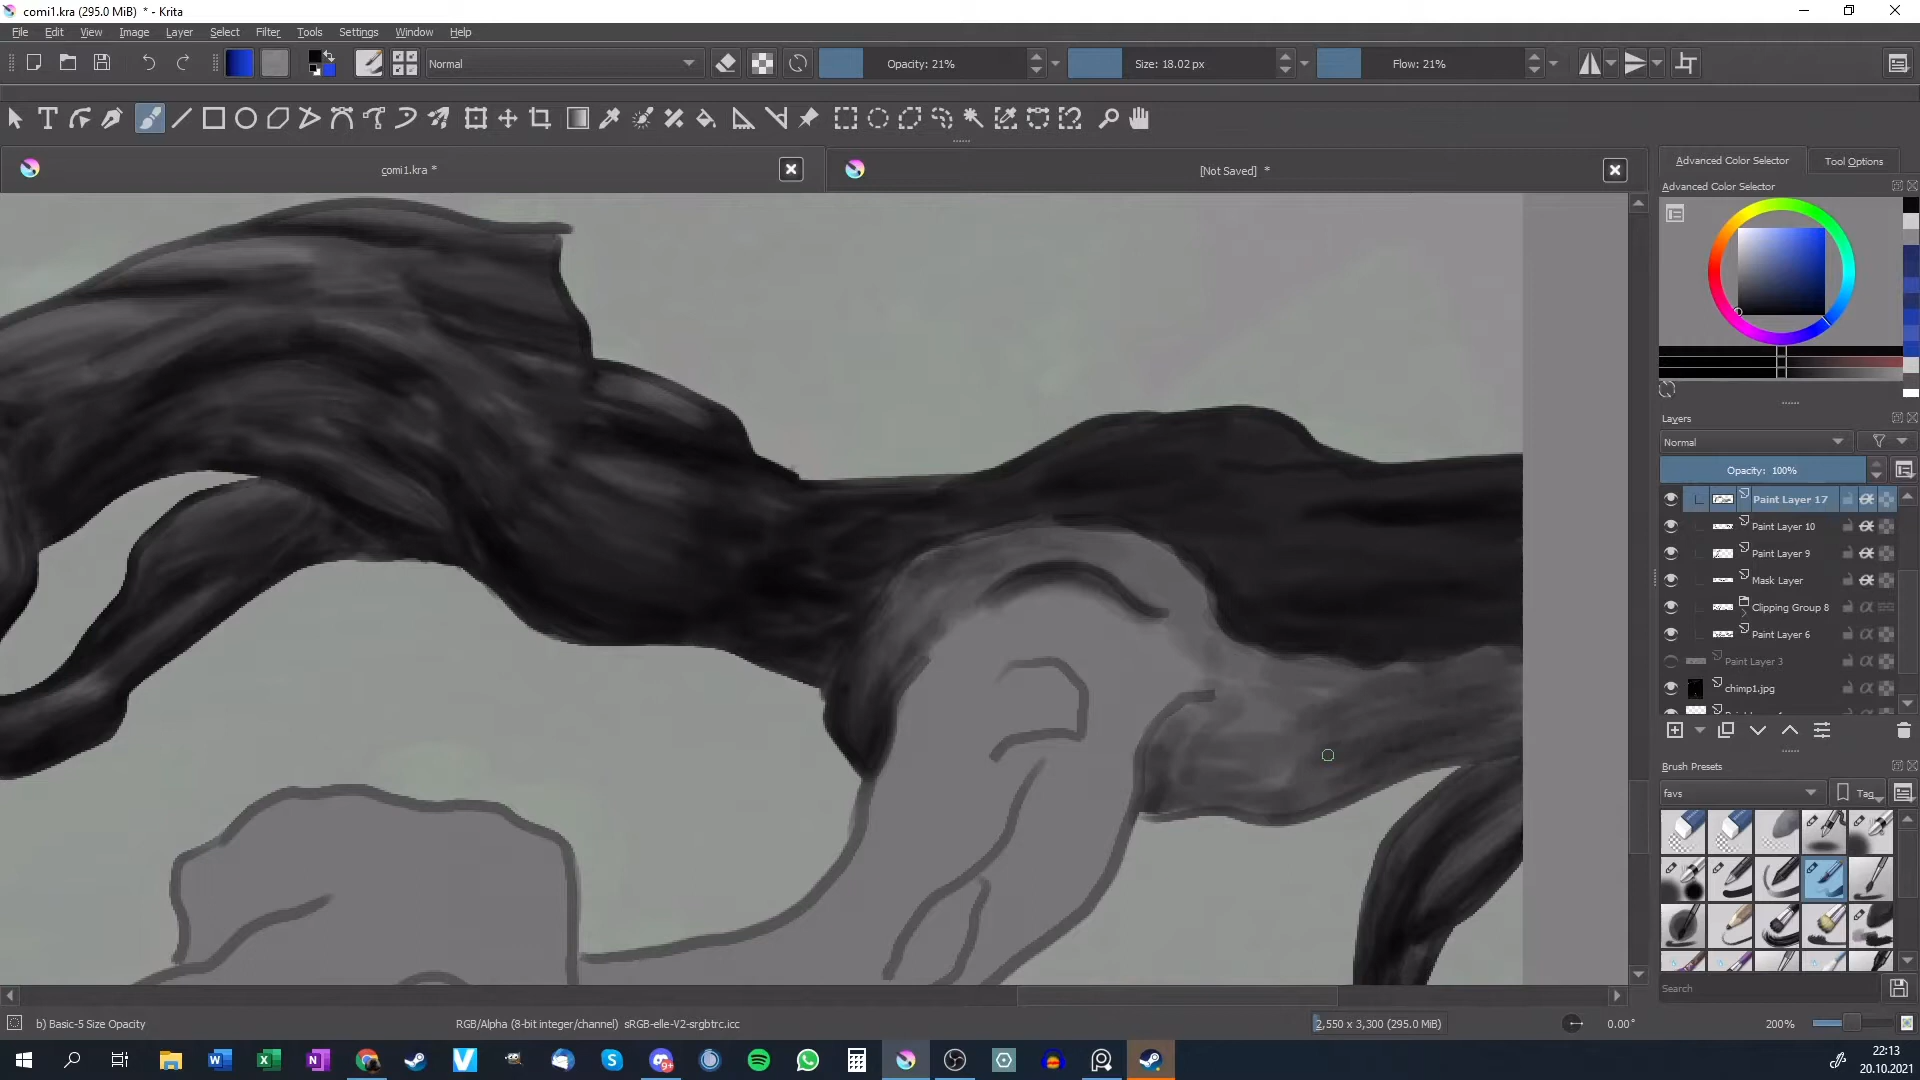 comi1.kra (295.0 MiB) * - Krita
File Edit View Image Layer Select Filter Tools Settings Window Help
Normal
Opacity: 21%
Size: 18.02 px
Flow: 21%
comi1.kra *
[Not Saved] *
Advanced Color Selector
Tool Options
Advanced Color Selector
Layers
Normal
Opacity: 100%
Paint Layer 17
Paint Layer 10
Paint Layer 9
Mask Layer
Clipping Group 8
Paint Layer 6
Paint Layer 3
chimp1.jpg
Brush Presets
favs
Tag
Search
b) Basic-5 Size Opacity
RGB/Alpha (8-bit integer/channel) sRGB-elle-V2-srgbtrc.icc
2,550 x 3,300 (295.0 MiB)
0.00°
200%
9+
22:13
20.10.2021